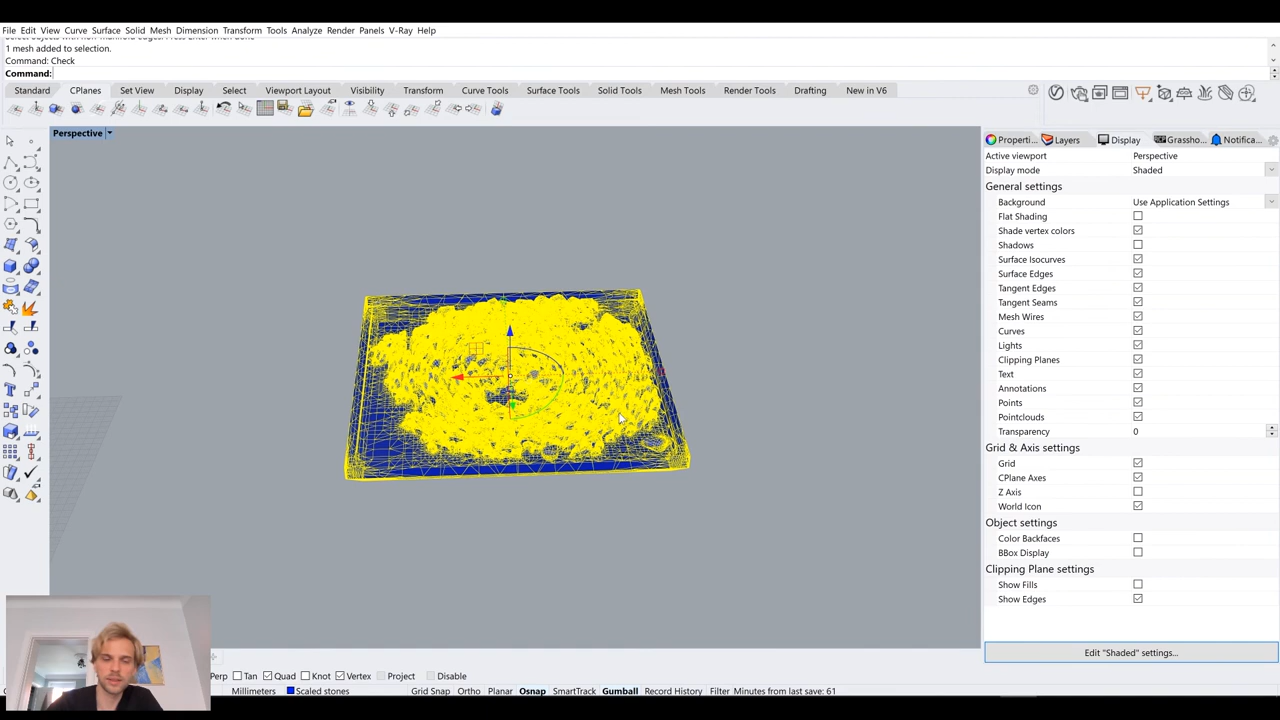 File Edit View Curve Surface Solid Mesh Dimension Transform Tools Analyze Render Panels V-Ray Help
1 mesh added to selection.
Command: Check
Command:
Standard CPlanes Set View Display Select Viewport Layout Visibility Transform Curve Tools Surface Tools Solid Tools Mesh Tools Render Tools Drafting New in V6
Perspective
Properti... Layers Display Grassho... Notifica...
Active viewport Perspective
Display mode Shaded
General settings
Background Use Application Settings
Flat Shading
Shade vertex colors
Shadows
Surface Isocurves
Surface Edges
Tangent Edges
Tangent Seams
Mesh Wires
Curves
Lights
Clipping Planes
Text
Annotations
Points
Pointclouds
Transparency 0
Grid & Axis settings
Grid
CPlane Axes
Z Axis
World Icon
Object settings
Color Backfaces
BBox Display
Clipping Plane settings
Show Fills
Show Edges
Edit "Shaded" settings...
Perp Tan Quad Knot Vertex Project Disable
Millimeters Scaled stones Grid Snap Ortho Planar Osnap SmartTrack Gumball Record History Filter Minutes from last save: 61